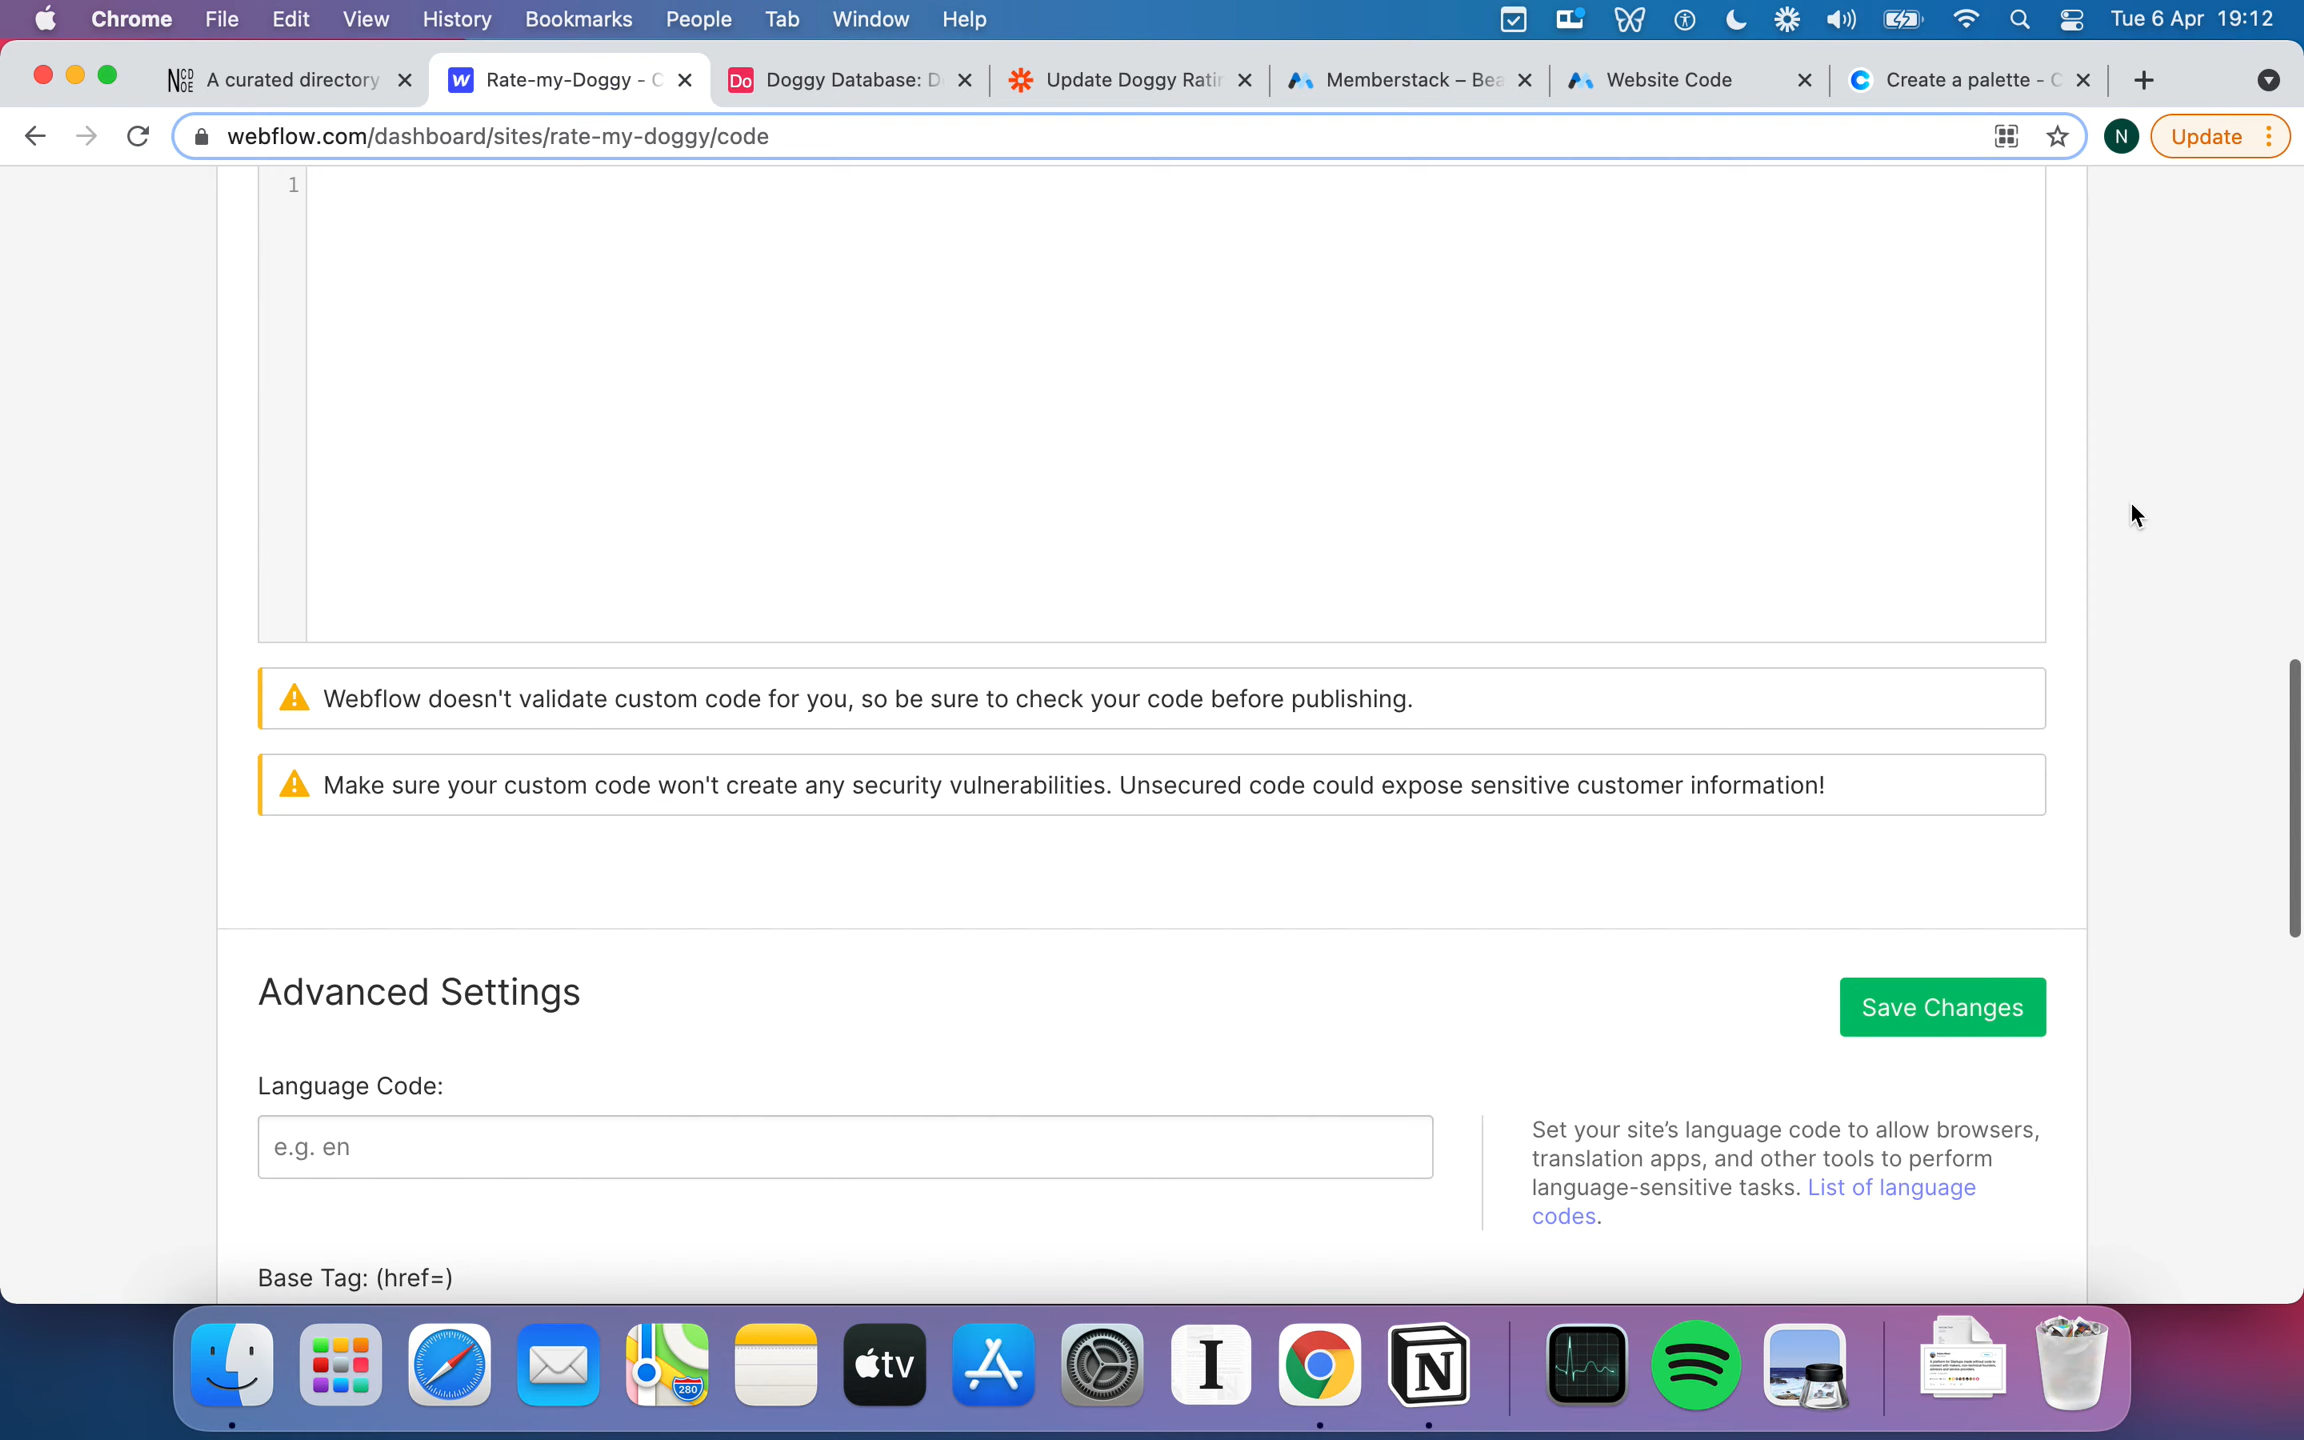 Chrome File Edit View History Bookmarks People Tab Window Help Tue 6 Apr 19:12
NCDOE A curated directory W Rate-my-Doggy - C Do Doggy Database: D Update Doggy Ratin Memberstack – Bea Website Code C Create a palette - C
webflow.com/dashboard/sites/rate-my-doggy/code N Update
1
Webflow doesn't validate custom code for you, so be sure to check your code before publishing.
Make sure your custom code won't create any security vulnerabilities. Unsecured code could expose sensitive customer information!
Advanced Settings
Save Changes
Language Code:
e.g. en
Set your site's language code to allow browsers,
translation apps, and other tools to perform
language-sensitive tasks. List of language
codes.
Base Tag: (href=)
280 tv I N